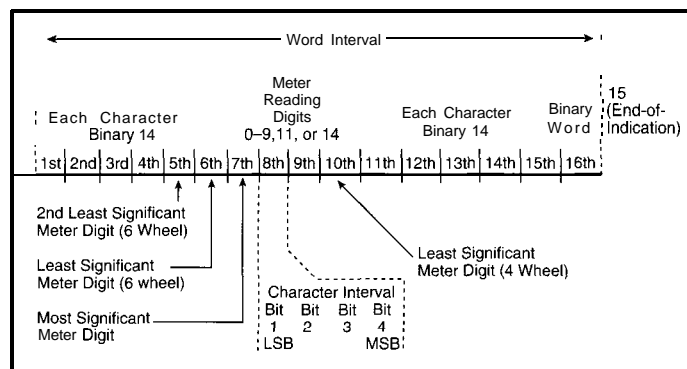 Word Interval
Meter
Reading
Digits
0–9,11, or 14
Each Character
Binary 14
Each Character
Binary 14
Binary
Word
15
(End-of-
Indication)
1st 2nd 3rd 4th 5th 6th 7th 8th 9th 10th 11th 12th 13th 14th 15th 16th
2nd Least Significant
Meter Digit (6 Wheel)
Least Significant
Meter Digit (6 wheel)
Most Significant
Meter Digit
Least Significant
Meter Digit (4 Wheel)
Character Interval
Bit Bit Bit Bit
1 2 3 4
LSB MSB